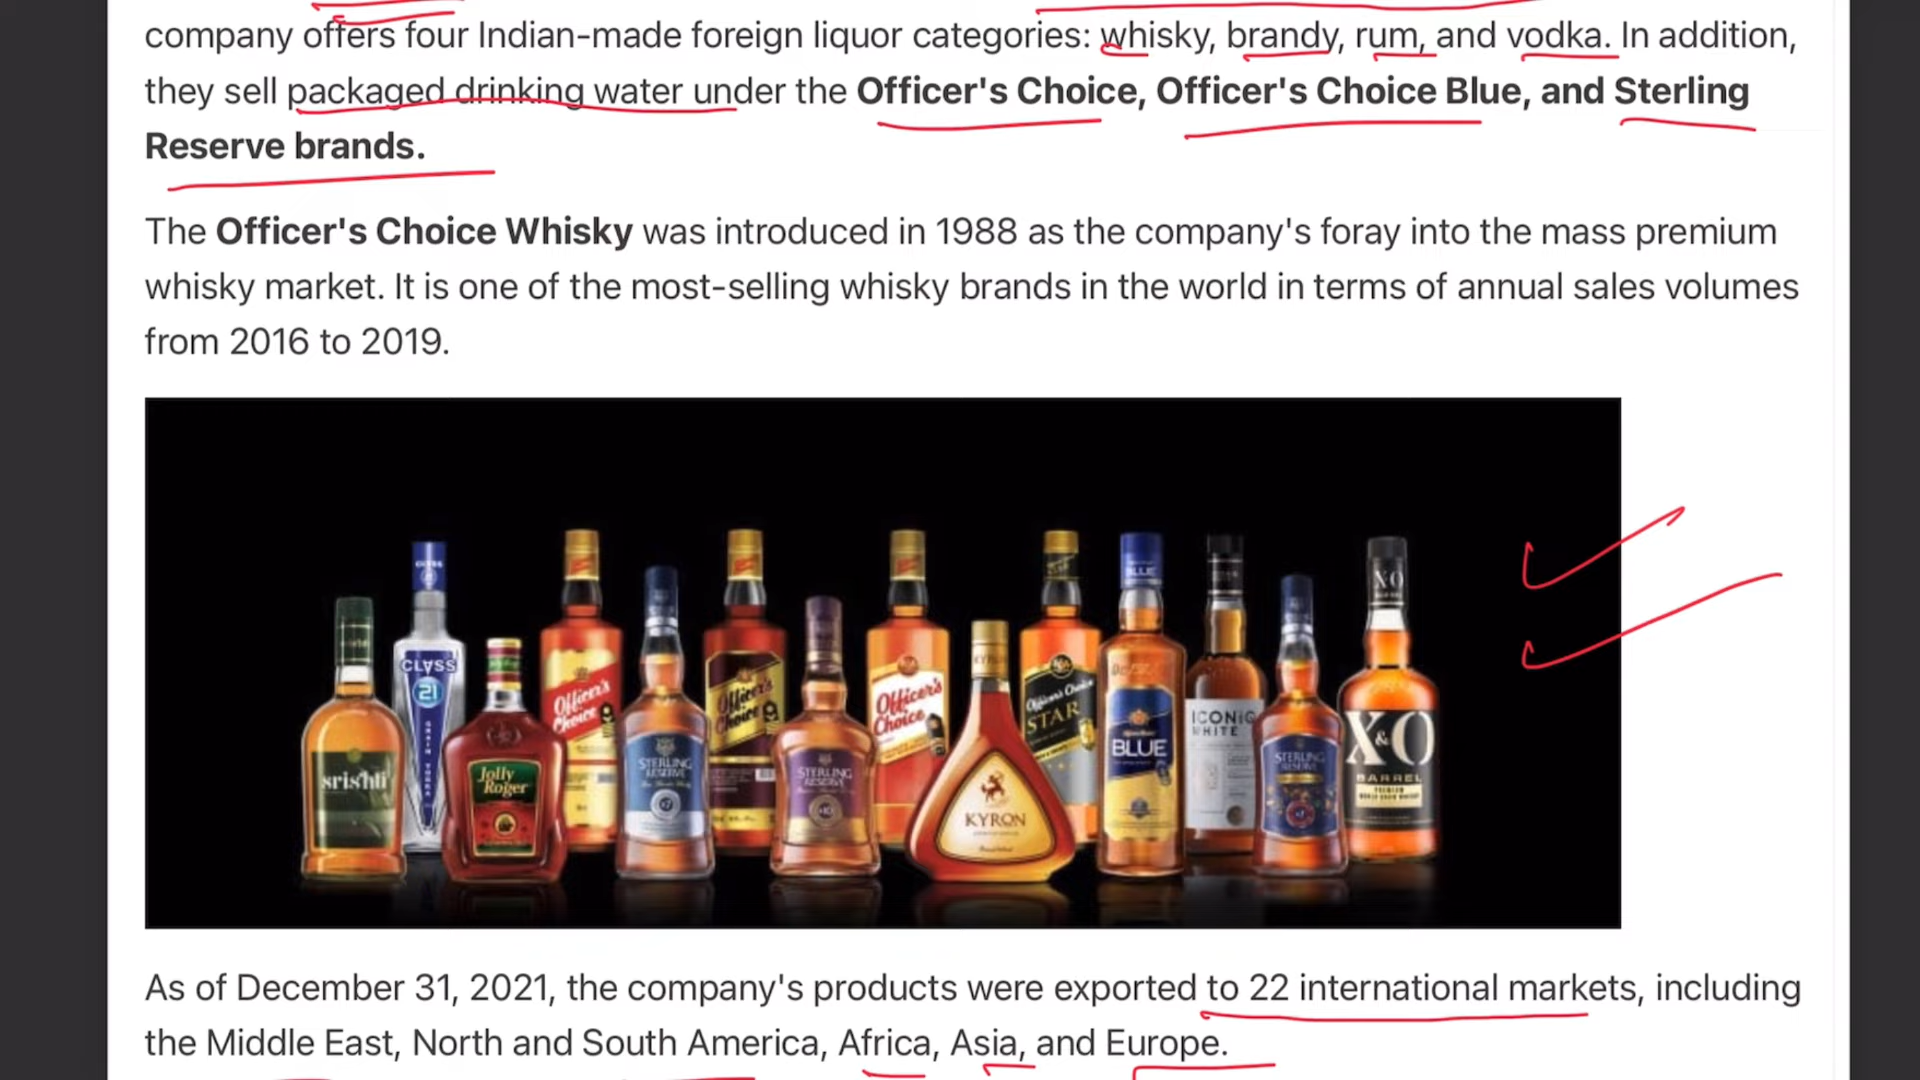 company offers four Indian-made foreign liquor categories: whisky, brandy, rum, and vodka. In addition,
they sell packaged drinking water under the Officer's Choice, Officer's Choice Blue, and Sterling
Reserve brands.
The Officer's Choice Whisky was introduced in 1988 as the company's foray into the mass premium
whisky market. It is one of the most-selling whisky brands in the world in terms of annual sales volumes
from 2016 to 2019.
srishti
CLASS
21
Jolly
Roger
Officer's
Choice
STERLING
RESERVE
Officer's
Choice
STERLING
RESERVE
Officer's
Choice
KYRON
Officer's Choice
STAR
BLUE
BLUE
ICONiQ
WHITE
STERLING
RESERVE
X&O
X&O
BARREL
As of December 31, 2021, the company's products were exported to 22 international markets, including
the Middle East, North and South America, Africa, Asia, and Europe.